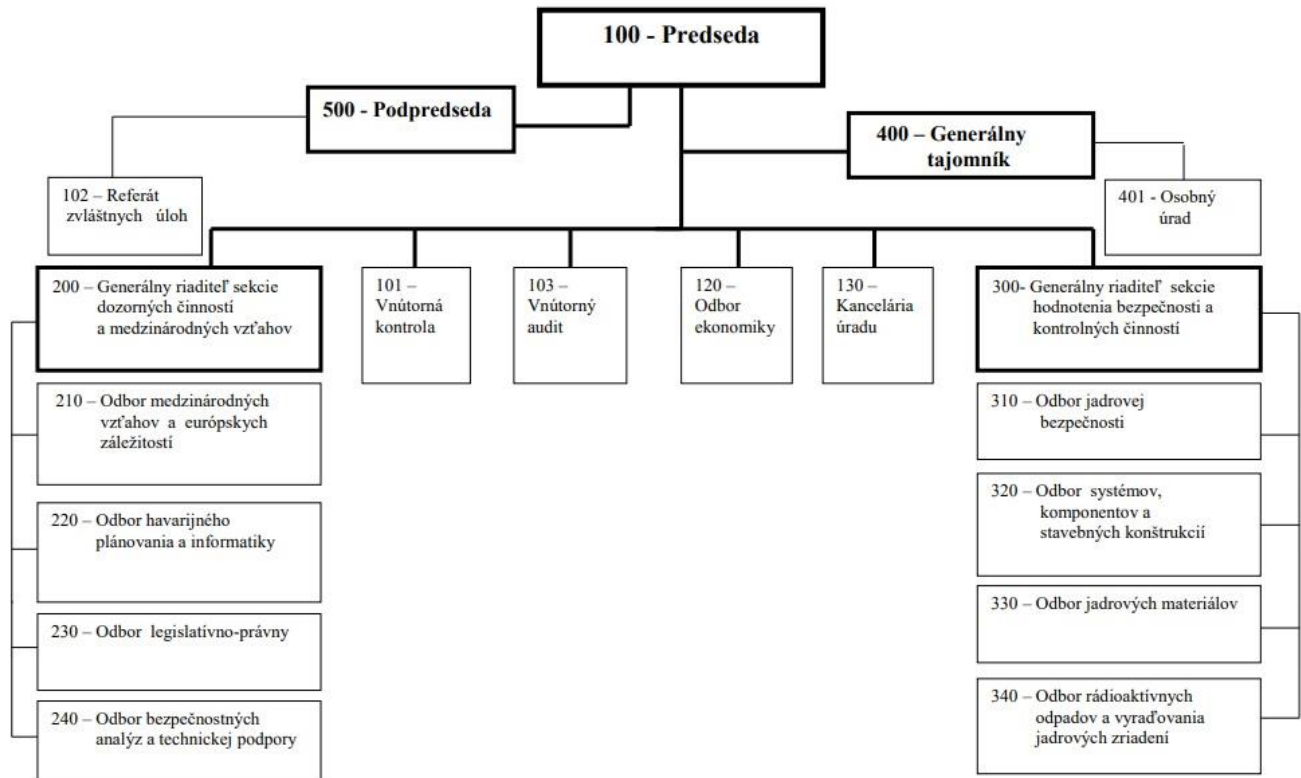 100 - Predseda
500 - Podpredseda
400 – Generálny
tajomník
102 – Referát
zvláštnych úloh
401 - Osobný
úrad
200 – Generálny riaditeľ sekcie
dozorných činností
a medzinárodných vzťahov
101 –
Vnútorná
kontrola
103 –
Vnútorný
audit
120 –
Odbor
ekonomiky
130 –
Kancelária
úradu
300- Generálny riaditeľ sekcie
hodnotenia bezpečnosti a
kontrolných činností
210 – Odbor medzinárodných
vzťahov a európskych
záležitostí
220 – Odbor havarijného
plánovania a informatiky
230 – Odbor legislatívno-právny
240 – Odbor bezpečnostných
analýz a technickej podpory
310 – Odbor jadrovej
bezpečnosti
320 – Odbor systémov,
komponentov a
stavebných konštrukcií
330 – Odbor jadrových materiálov
340 – Odbor rádioaktívnych
odpadov a vyraďovania
jadrových zriadení